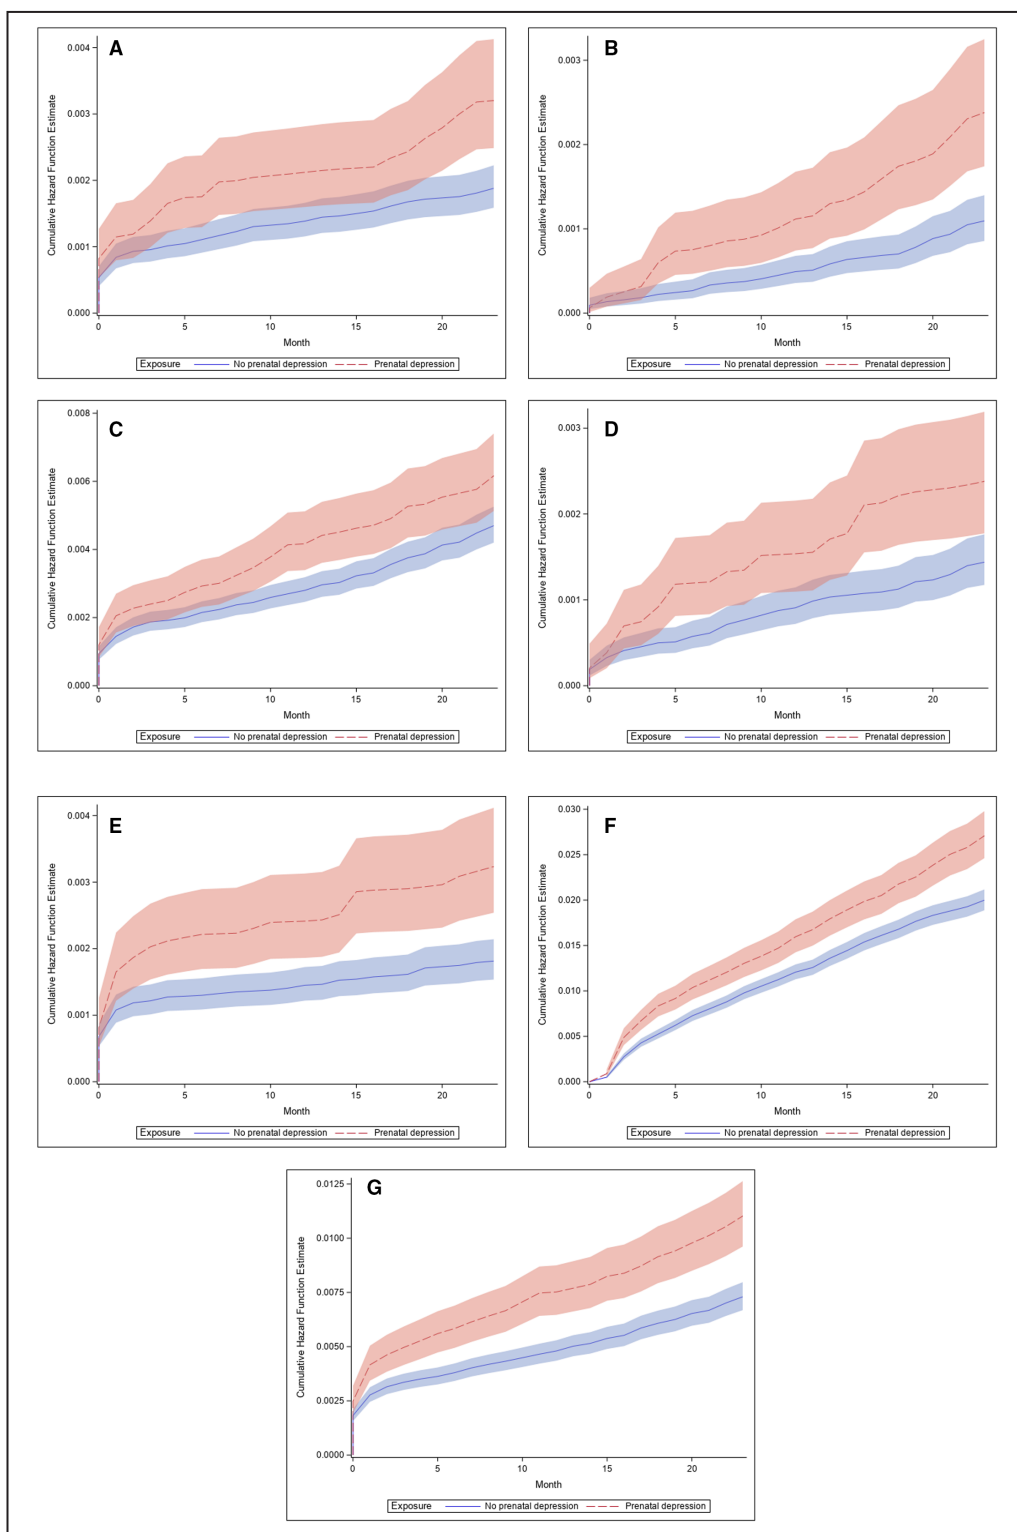 A
Cumulative Hazard Function Estimate
0.004
0.003
0.002
0.001
0.000
0 5 10 15 20
Month
Exposure No prenatal depression Prenatal depression
B
Cumulative Hazard Function Estimate
0.003
0.002
0.001
0.000
0 5 10 15 20
Month
Exposure No prenatal depression Prenatal depression
C
Cumulative Hazard Function Estimate
0.008
0.006
0.004
0.002
0.000
0 5 10 15 20
Month
Exposure No prenatal depression Prenatal depression
D
Cumulative Hazard Function Estimate
0.003
0.002
0.001
0.000
0 5 10 15 20
Month
Exposure No prenatal depression Prenatal depression
E
Cumulative Hazard Function Estimate
0.004
0.003
0.002
0.001
0.000
0 5 10 15 20
Month
Exposure No prenatal depression Prenatal depression
F
Cumulative Hazard Function Estimate
0.030
0.025
0.020
0.015
0.010
0.005
0.000
0 5 10 15 20
Month
Exposure No prenatal depression Prenatal depression
G
Cumulative Hazard Function Estimate
0.0125
0.0100
0.0075
0.0050
0.0025
0.0000
0 5 10 15 20
Month
Exposure No prenatal depression Prenatal depression